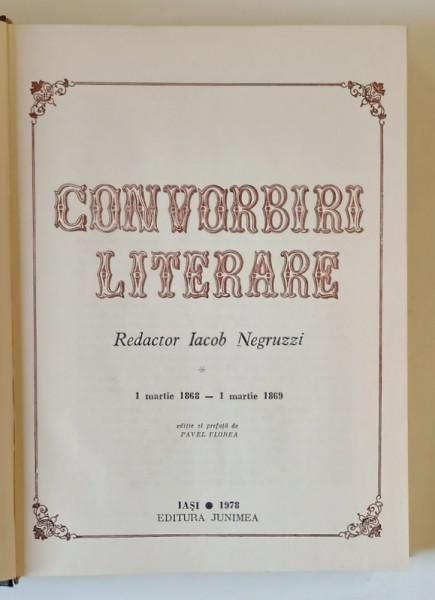 CONVORBIRI
LITERARE
Redactor Iacob Negruzzi
*
1 martie 1868 — 1 martie 1869
ediție si prefață de
PAVEL FLOREA
IAȘI ● 1978
EDITURA JUNIMEA